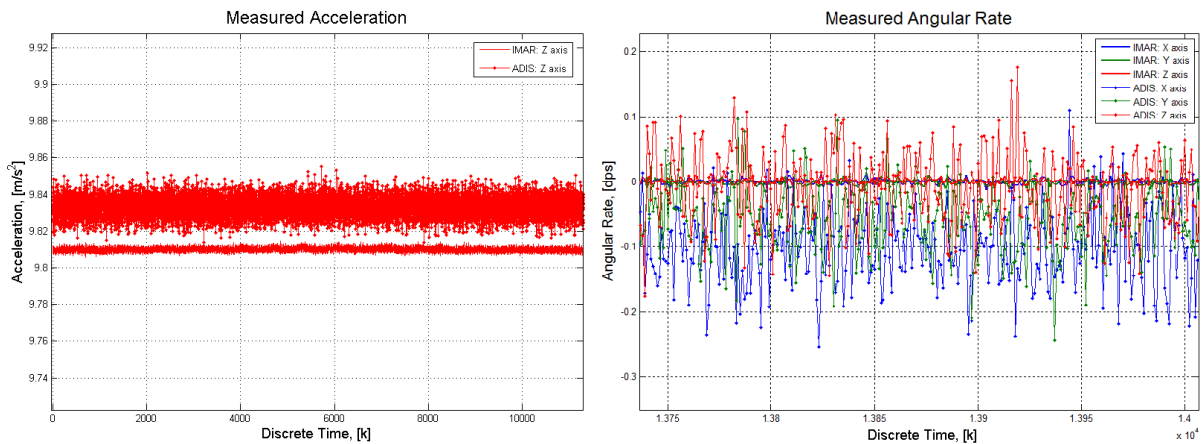 Measured Acceleration
IMAR: Z axis
ADIS: Z axis
9.92
9.9
9.88
9.86
9.84
9.82
9.8
9.78
9.76
9.74
Acceleration, [m/s²]
0
2000
4000
6000
8000
10000
Discrete Time, [k]
Measured Angular Rate
IMAR: X axis
IMAR: Y axis
IMAR: Z axis
ADIS: X axis
ADIS: Y axis
ADIS: Z axis
0.2
0.1
0
-0.1
-0.2
-0.3
Angular Rate, [dps]
1.375
1.38
1.385
1.39
1.395
1.4
x 10⁴
Discrete Time, [k]